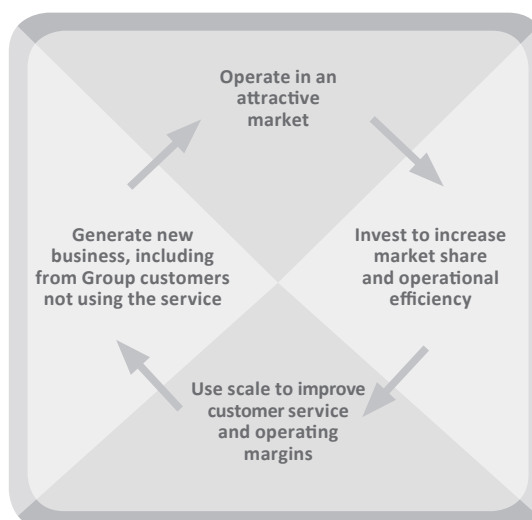 Operate in an
attractive
market
Generate new
business, including
from Group customers
not using the service
Invest to increase
market share
and operational
efficiency
Use scale to improve
customer service
and operating
margins